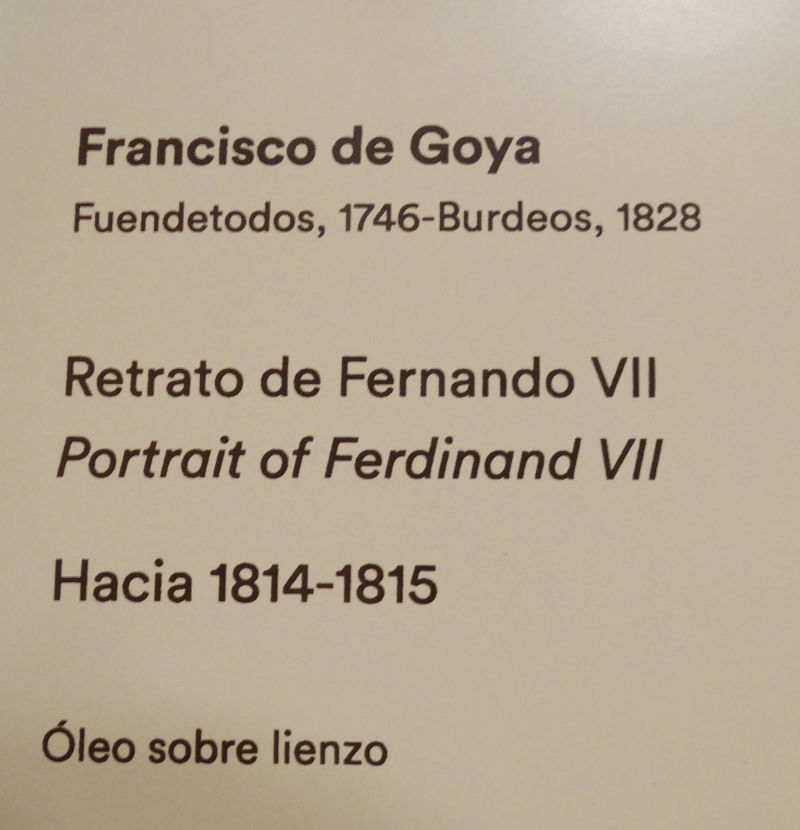 Francisco de Goya
Fuendetodos, 1746-Burdeos, 1828
Retrato de Fernando VII
Portrait of Ferdinand VII
Hacia 1814-1815
Óleo sobre lienzo